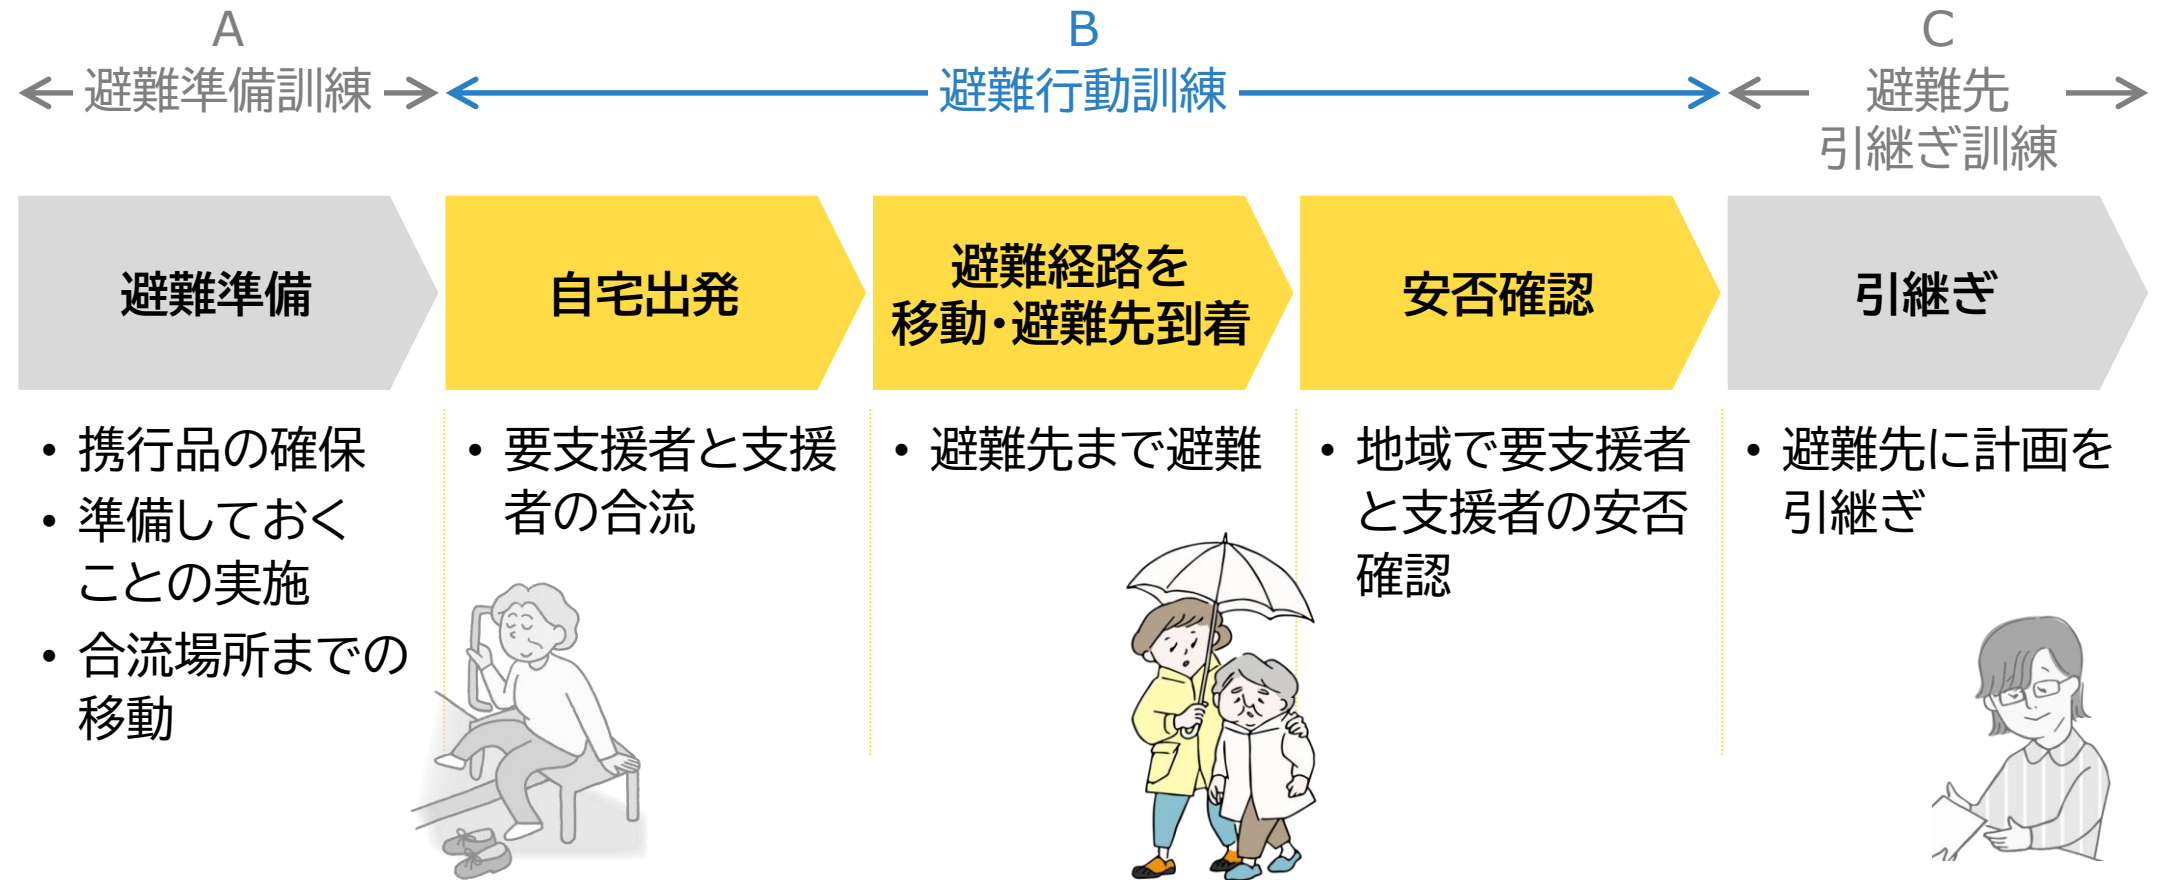 A
避難準備訓練
B
避難行動訓練
C
避難先
引継ぎ訓練
避難準備
自宅出発
避難経路を
移動・避難先到着
安否確認
引継ぎ
• 携行品の確保
• 準備しておく
ことの実施
• 合流場所までの
移動
• 要支援者と支援
者の合流
• 避難先まで避難
• 地域で要支援者
と支援者の安否
確認
• 避難先に計画を
引継ぎ